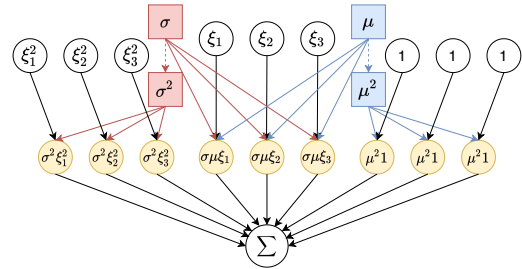 σ μ
ξ₁² ξ₂² ξ₃² ξ₁ ξ₂ ξ₃ 1 1 1
σ² μ²
σ²ξ₁² σ²ξ₂² σ²ξ₃² σμξ₁ σμξ₂ σμξ₃ μ²1 μ²1 μ²1
∑